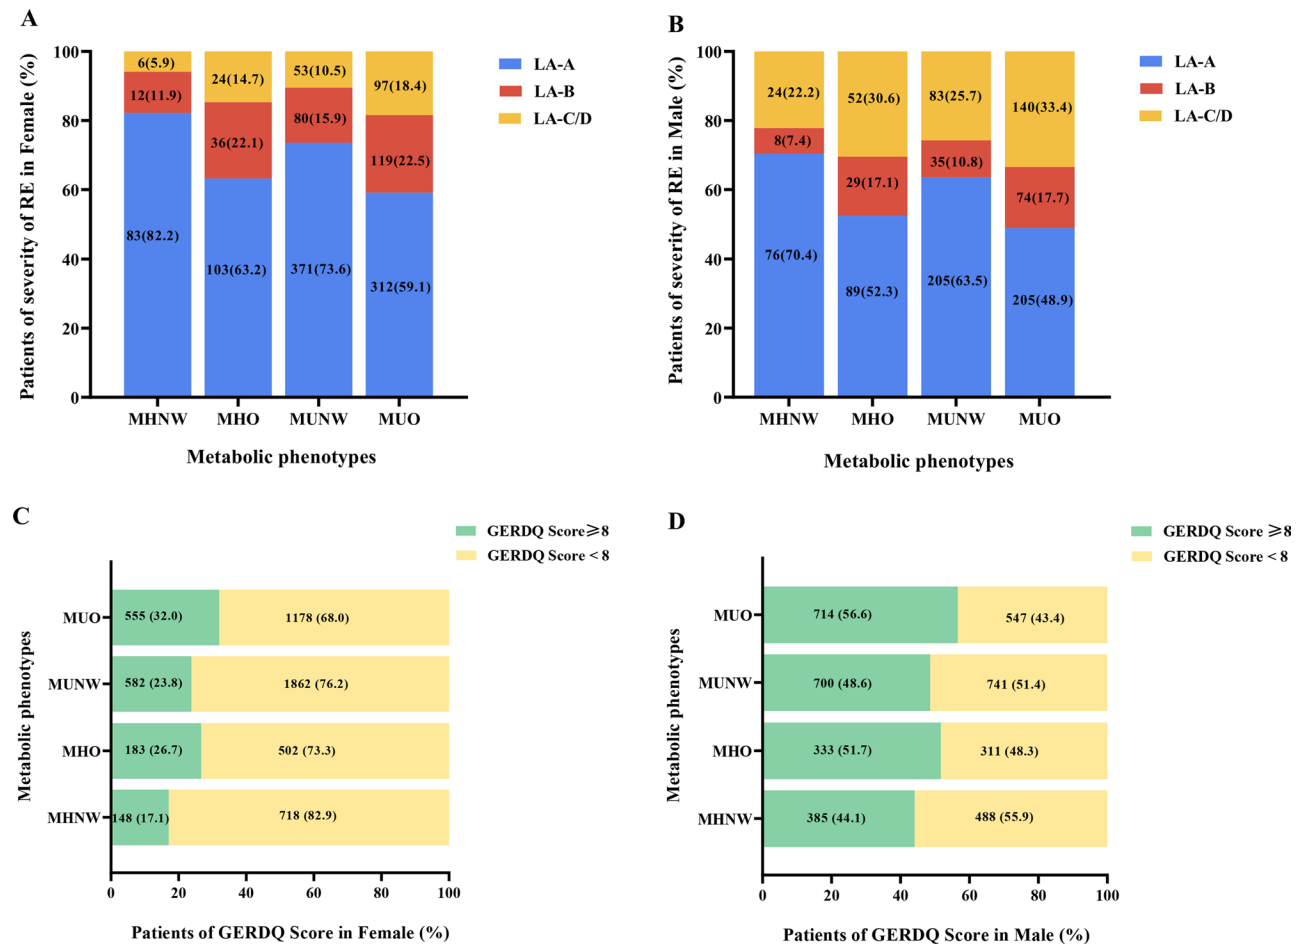 A
Patients of severity of RE in Female (%)
100
80
60
40
20
0
6(5.9)
12(11.9)
83(82.2)
24(14.7)
36(22.1)
103(63.2)
53(10.5)
80(15.9)
371(73.6)
97(18.4)
119(22.5)
312(59.1)
MHNW
MHO
MUNW
MUO
Metabolic phenotypes
LA-A
LA-B
LA-C/D
B
Patients of severity of RE in Male (%)
100
80
60
40
20
0
24(22.2)
8(7.4)
76(70.4)
52(30.6)
29(17.1)
89(52.3)
83(25.7)
35(10.8)
205(63.5)
140(33.4)
74(17.7)
205(48.9)
MHNW
MHO
MUNW
MUO
Metabolic phenotypes
LA-A
LA-B
LA-C/D
C
GERDQ Score≥8
GERDQ Score < 8
Metabolic phenotypes
MUO
555 (32.0)
1178 (68.0)
MUNW
582 (23.8)
1862 (76.2)
MHO
183 (26.7)
502 (73.3)
MHNW
148 (17.1)
718 (82.9)
0
20
40
60
80
100
Patients of GERDQ Score in Female (%)
D
GERDQ Score ≥8
GERDQ Score < 8
Metabolic phenotypes
MUO
714 (56.6)
547 (43.4)
MUNW
700 (48.6)
741 (51.4)
MHO
333 (51.7)
311 (48.3)
MHNW
385 (44.1)
488 (55.9)
0
20
40
60
80
100
Patients of GERDQ Score in Male (%)